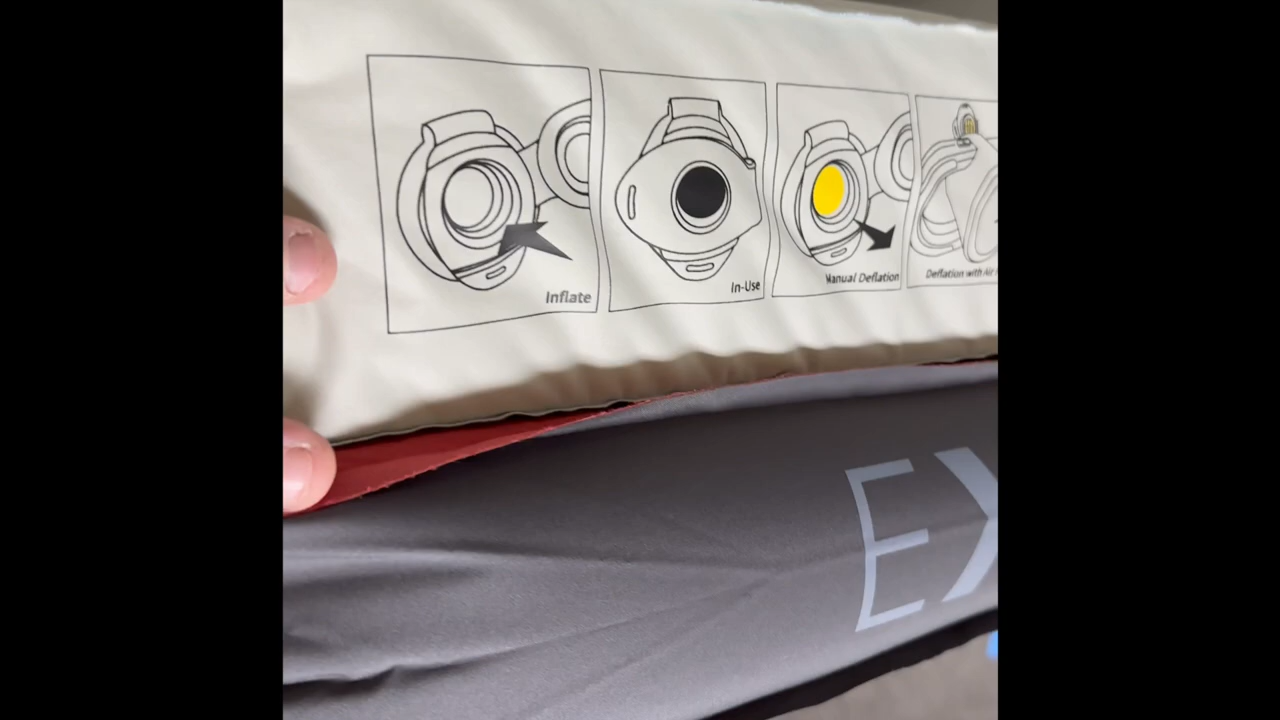 Inflate
In-Use
Manual Deflation
Deflation with Air
EX